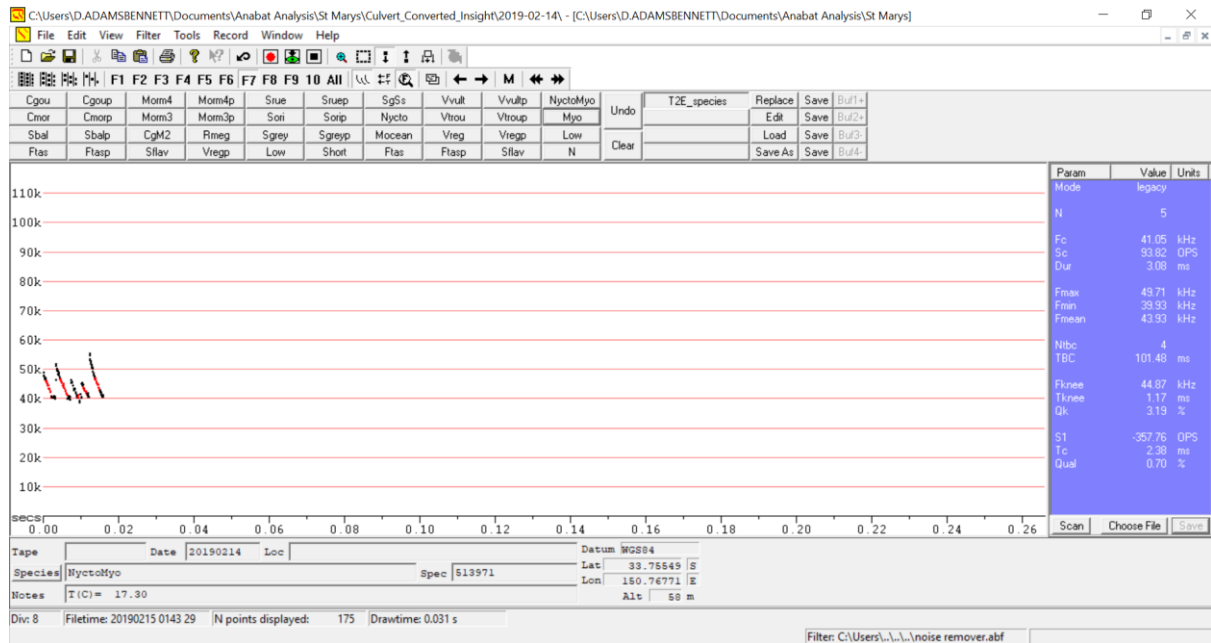 C:\Users\D.ADAMSBENNETT\Documents\Anabat Analysis\St Marys\Culvert_Converted_Insight\2019-02-14\ - [C:\Users\D.ADAMSBENNETT\Documents\Anabat Analysis\St Marys]
File Edit View Filter Tools Record Window Help
F1 F2 F3 F4 F5 F6 F7 F8 F9 10 All M
Cgou Cgoup Morm4 Morm4p Srue Sruep SgSs Vvult Vvultp NyctoMyo Undo T2E_species Replace Save Buf1+
Cmor Cmorp Morm3 Morm3p Sori Sorip Nycto Vtrou Vtroup Myo Edit Save Buf2+
Sbal Sbalp CgM2 Rmeg Sgrey Sgreyp Mocean Vreg Vregp Low Clear Load Save Buf3-
Ftas Ftasp Sflav Vregp Low Short Ftas Ftasp Sflav N Save As Save Buf4-
Param Value Units
Mode legacy
N 5
Fc 41.05 kHz
Sc 93.82 OPS
Dur 3.08 ms
Fmax 49.71 kHz
Fmin 39.93 kHz
Fmean 43.93 kHz
Ntbc 4
TBC 101.48 ms
Fknee 44.87 kHz
Tknee 1.17 ms
Qk 3.19 %
S1 -357.76 OPS
Tc 2.38 ms
Qual 0.70 %
110k
100k
90k
80k
70k
60k
50k
40k
30k
20k
10k
secs
0.00 0.02 0.04 0.06 0.08 0.10 0.12 0.14 0.16 0.18 0.20 0.22 0.24 0.26
Scan Choose File Save
Tape Date 20190214 Loc Datum WGS84
Species NyctoMyo Spec 513971 Lat 33.75549 S
Lon 150.76771 E
Notes T(C)= 17.30 Alt 58 m
Div: 8 Filetime: 20190215 0143 29 N points displayed: 175 Drawtime: 0.031 s
Filter: C:\Users\..\..\..\noise remover.abf